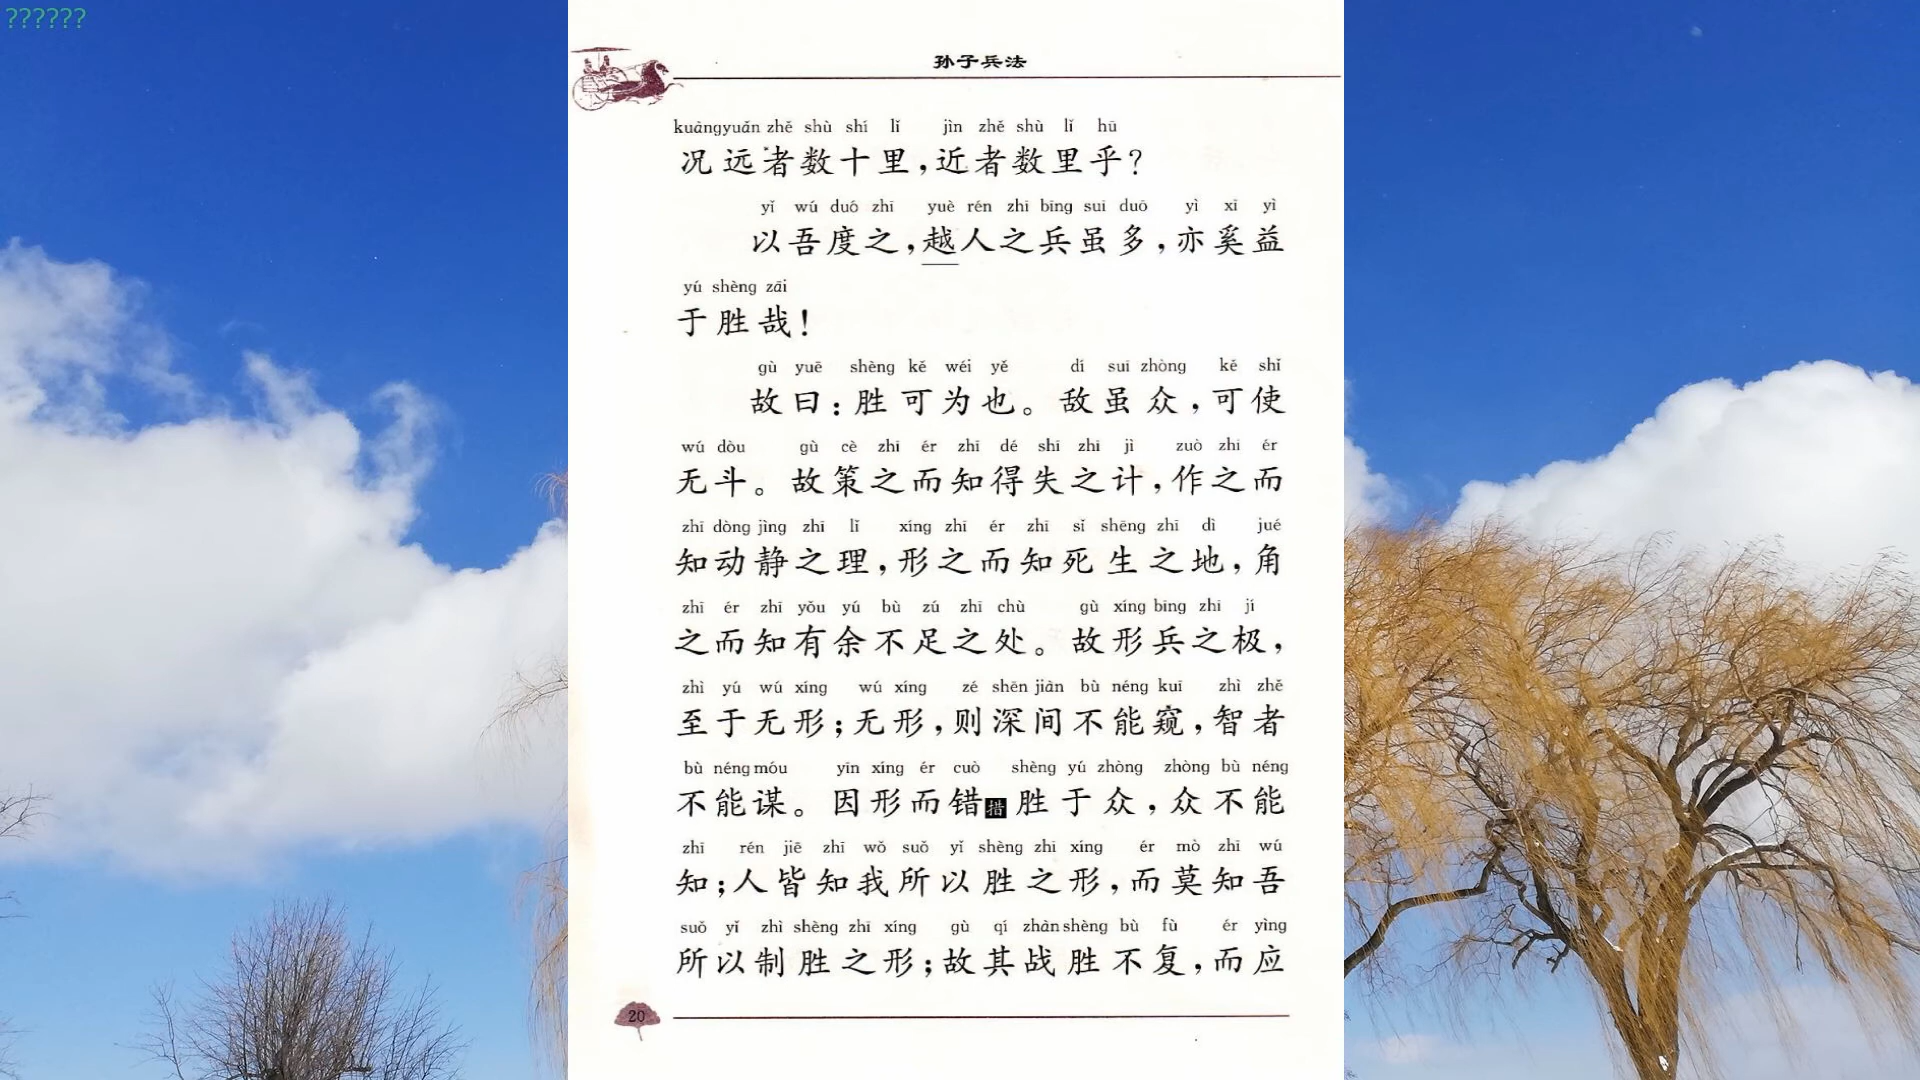 ??????
孙子兵法
kuàngyuǎn zhě shù shí lǐ jìn zhě shù lǐ hū
况远者数十里，近者数里乎？
yǐ wú duó zhī yuè rén zhī bīng suī duō yì xī yì
以吾度之，越人之兵虽多，亦奚益
yú shèng zāi
于胜哉！
gù yuē shèng kě wéi yě dí suī zhòng kě shǐ
故曰：胜可为也。敌虽众，可使
wú dòu gù cè zhī ér zhī dé shī zhī jì zuò zhī ér
无斗。故策之而知得失之计，作之而
zhī dòng jìng zhī lǐ xíng zhī ér zhī sǐ shēng zhī dì jué
知动静之理，形之而知死生之地，角
zhī ér zhī yǒu yú bù zú zhī chù gù xíng bīng zhī jí
之而知有余不足之处。故形兵之极，
zhì yú wú xíng wú xíng zé shēn jiàn bù néng kuī zhì zhě
至于无形；无形，则深间不能窥，智者
bù néng móu yīn xíng ér cuò shèng yú zhòng zhòng bù néng
不能谋。因形而错措胜于众，众不能
zhī rén jiē zhī wǒ suǒ yǐ shèng zhī xíng ér mò zhī wú
知；人皆知我所以胜之形，而莫知吾
suǒ yǐ zhì shèng zhī xíng gù qí zhàn shèng bù fù ér yìng
所以制胜之形；故其战胜不复，而应
20